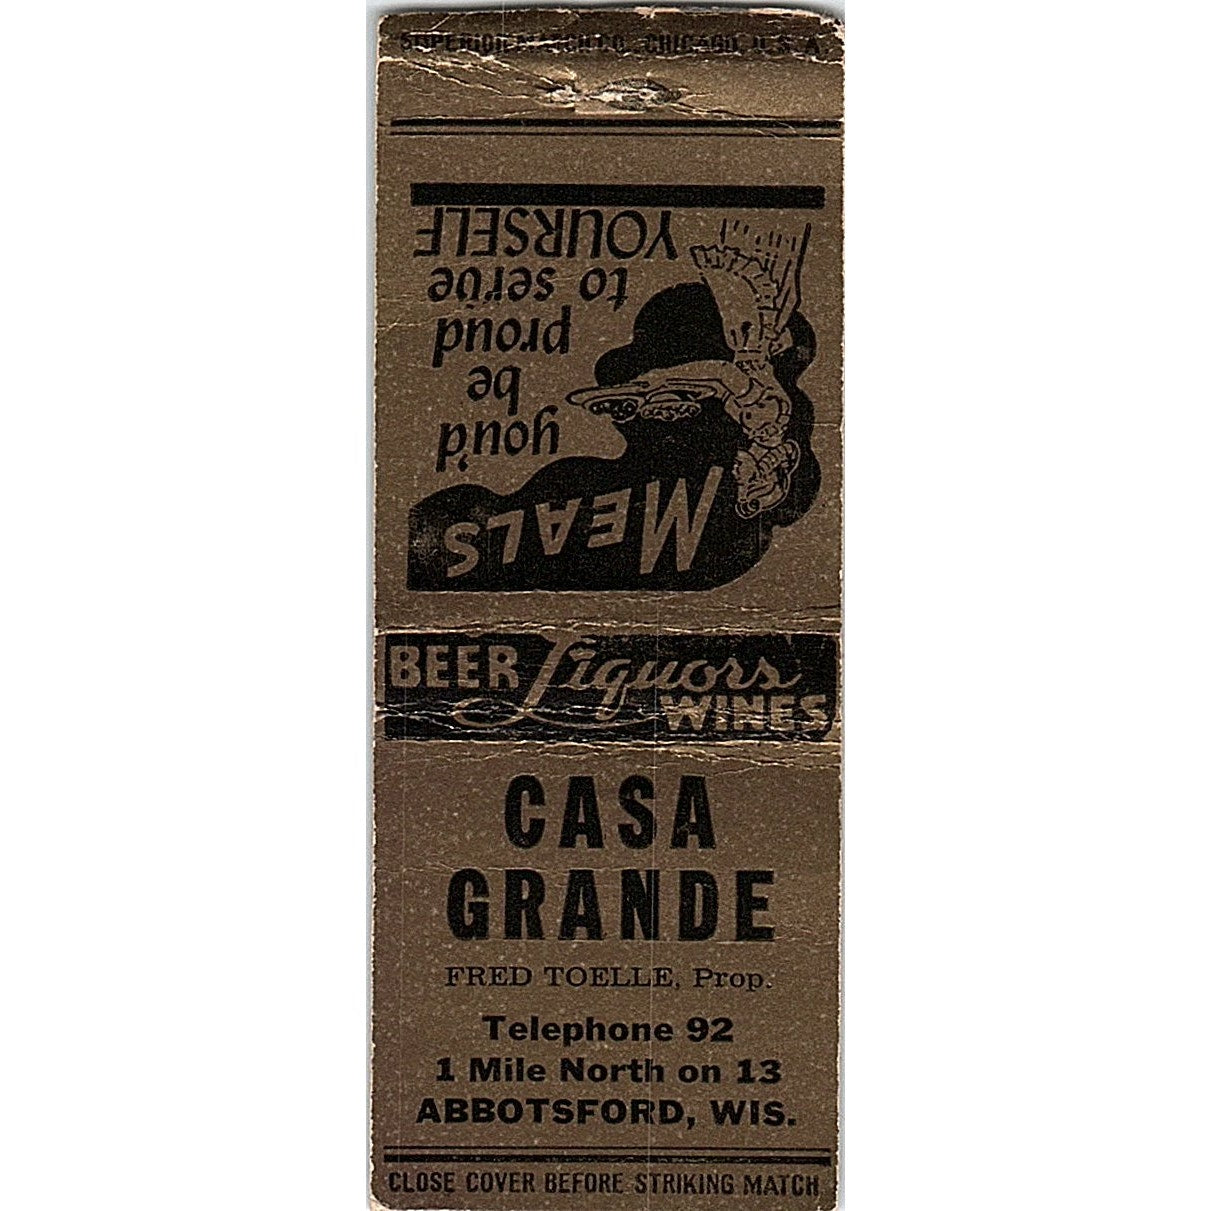 SUPERIOR MATCH CO., CHICAGO, U.S.A.
MEALS
you'd
be
proud
to serve
YOURSELF
BEER Liquors
WINES
CASA
GRANDE
FRED TOELLE, Prop.
Telephone 92
1 Mile North on 13
ABBOTSFORD, WIS.
CLOSE COVER BEFORE STRIKING MATCH